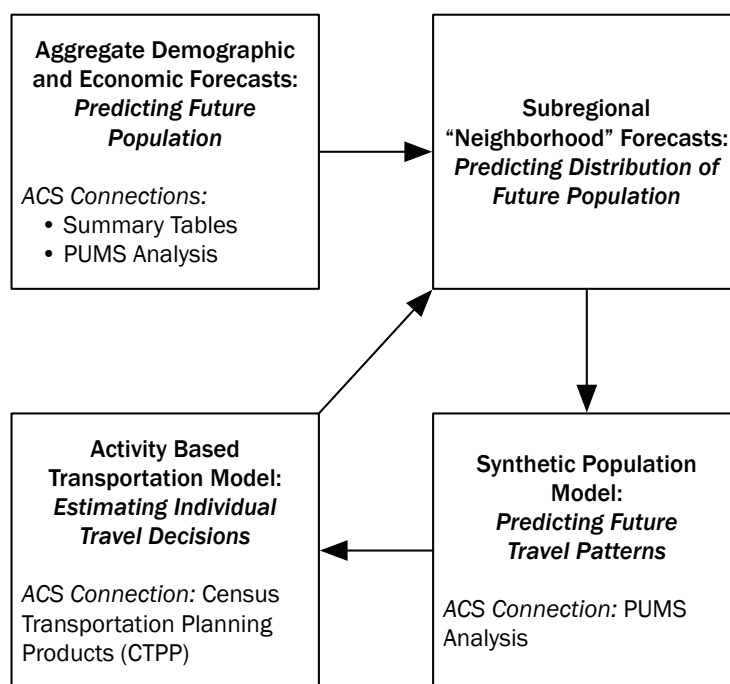 Aggregate Demographic
and Economic Forecasts:
Predicting Future
Population
ACS Connections:
• Summary Tables
• PUMS Analysis
Subregional
“Neighborhood” Forecasts:
Predicting Distribution of
Future Population
Activity Based
Transportation Model:
Estimating Individual
Travel Decisions
ACS Connection: Census
Transportation Planning
Products (CTPP)
Synthetic Population
Model:
Predicting Future
Travel Patterns
ACS Connection: PUMS
Analysis